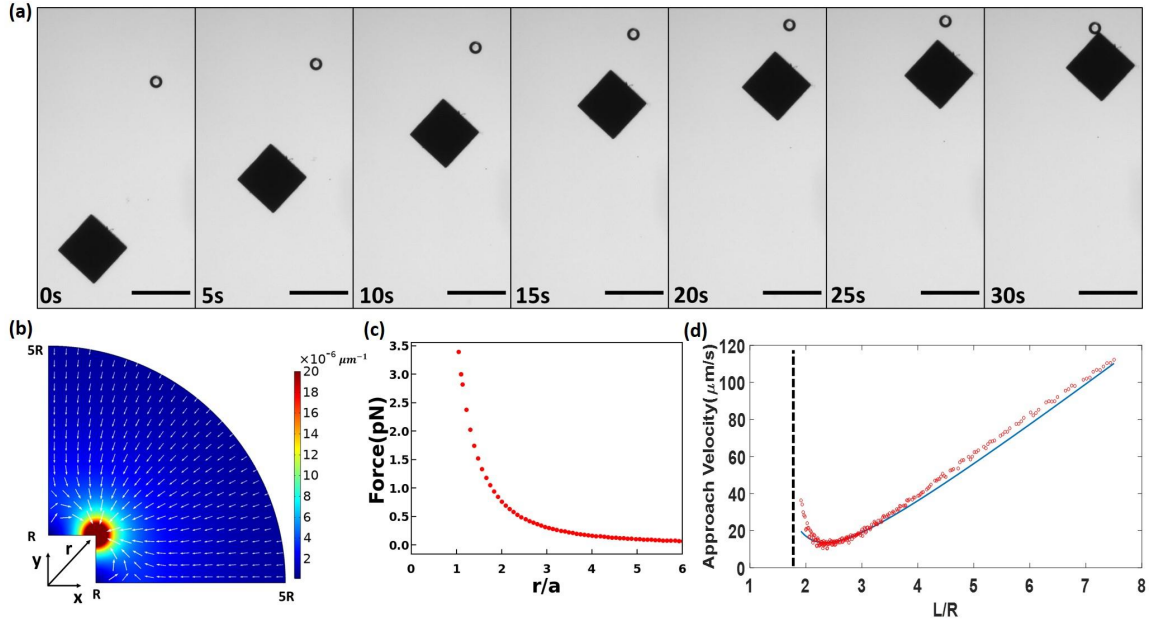 (a)
0s 5s 10s 15s 20s 25s 30s
(b)
5R
R
y
x
r
R
5R
×10⁻⁶ μm⁻¹
20
18
16
14
12
10
8
6
4
2
(c)
Force(pN)
3.5
3.0
2.5
2.0
1.5
1.0
0.5
0.0
0 1 2 3 4 5 6
r/a
(d)
Approach Velocity(μm/s)
120
100
80
60
40
20
0
1 2 3 4 5 6 7 8
L/R